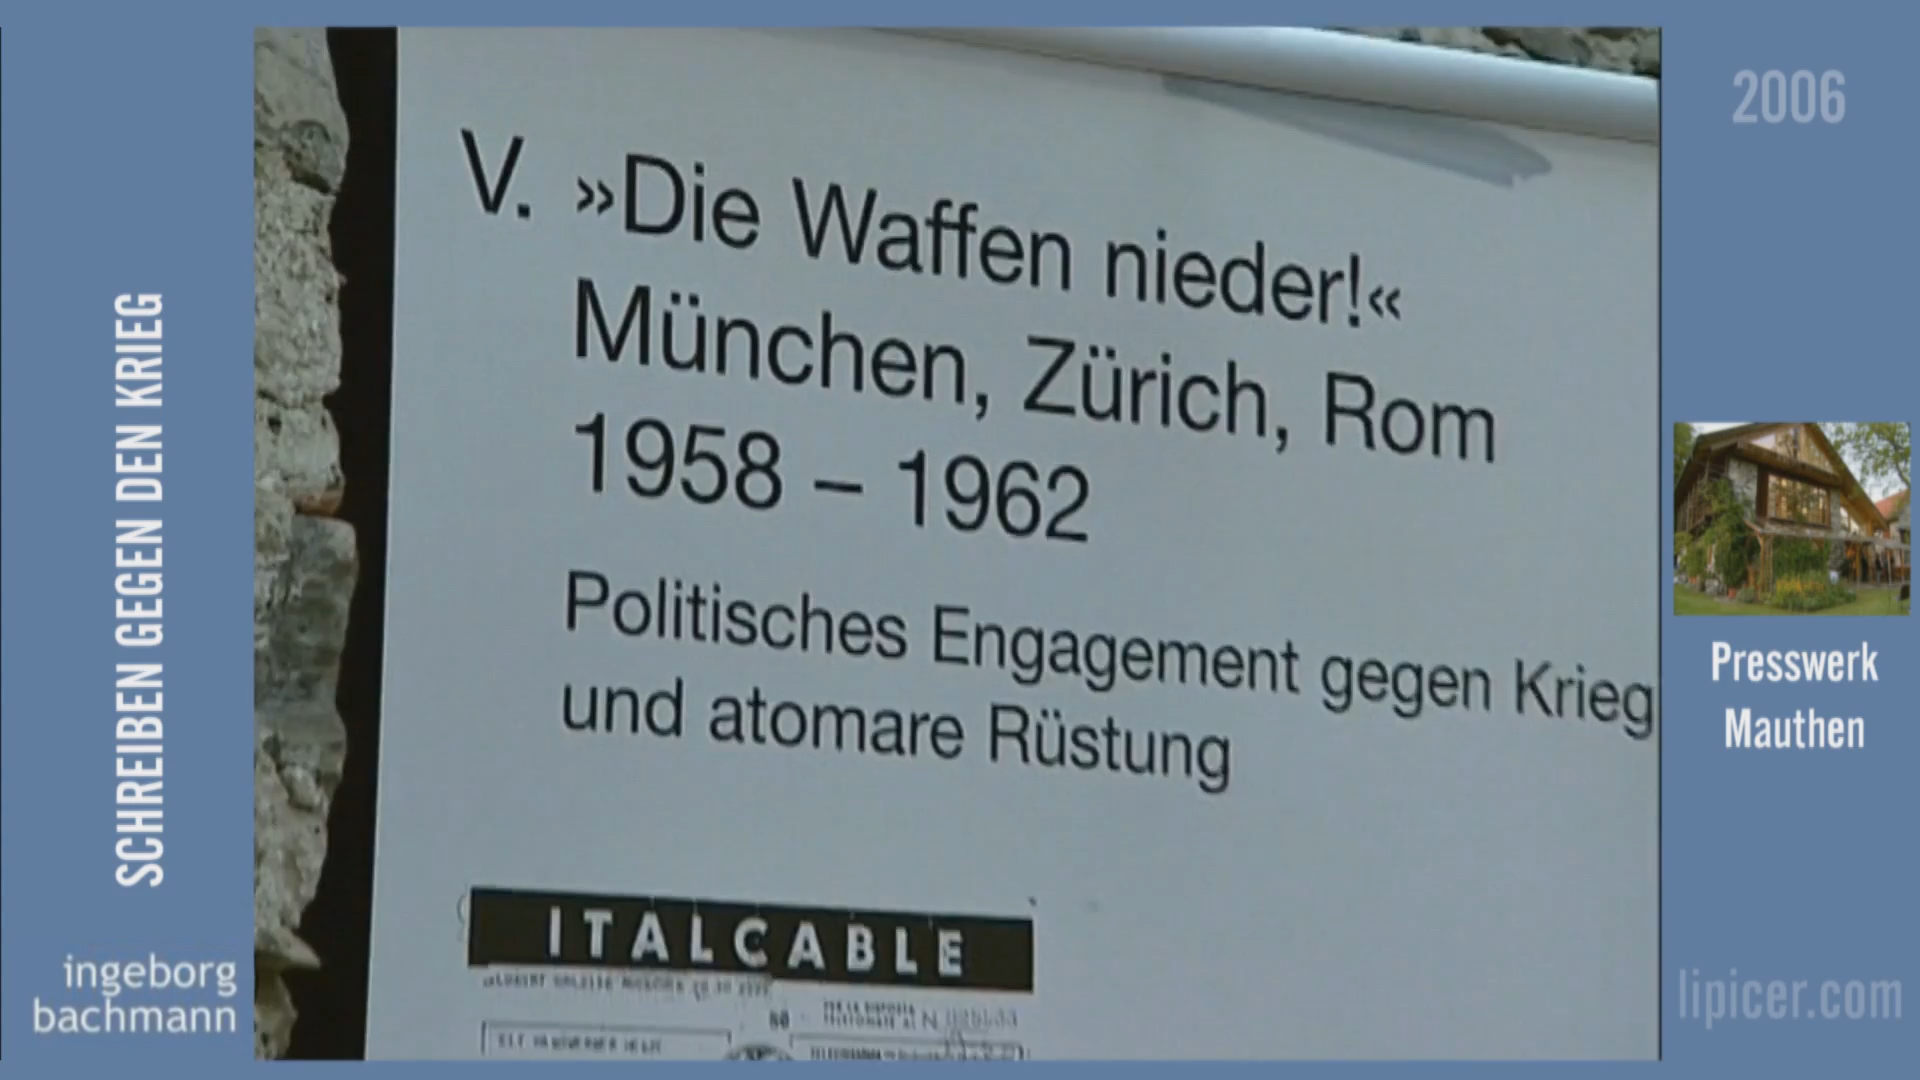 SCHREIBEN GEGEN DEN KRIEG
ingeborg
bachmann
V. »Die Waffen nieder!«
München, Zürich, Rom
1958 – 1962
Politisches Engagement gegen Krieg
und atomare Rüstung
ITALCABLE
2006
Presswerk
Mauthen
lipicer.com